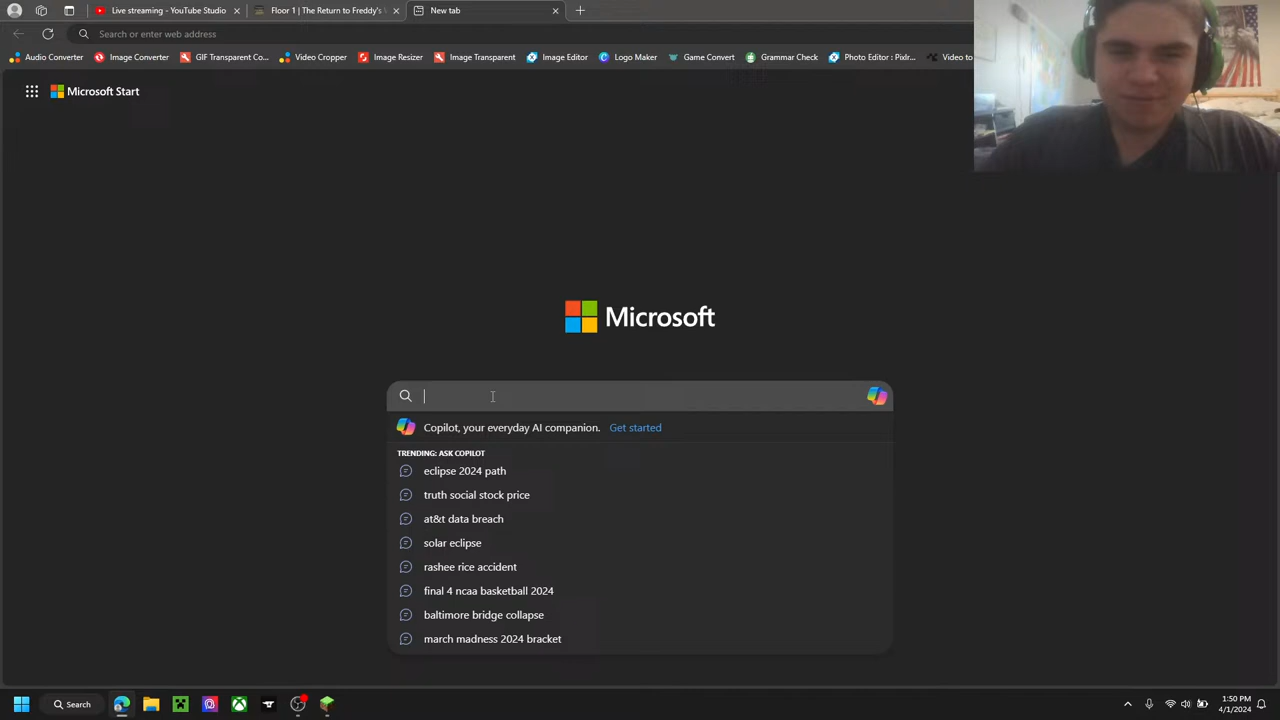 Live streaming - YouTube Studio
Floor 1 | The Return to Freddy's
New tab
Search or enter web address
Audio Converter
Image Converter
GIF Transparent Co...
Video Cropper
Image Resizer
Image Transparent
Image Editor
Logo Maker
Game Convert
Grammar Check
Photo Editor : Pixlr...
Video to
Microsoft Start
Microsoft
Copilot, your everyday AI companion. Get started
TRENDING: ASK COPILOT
eclipse 2024 path
truth social stock price
at&t data breach
solar eclipse
rashee rice accident
final 4 ncaa basketball 2024
baltimore bridge collapse
march madness 2024 bracket
Search
1:50 PM
4/1/2024